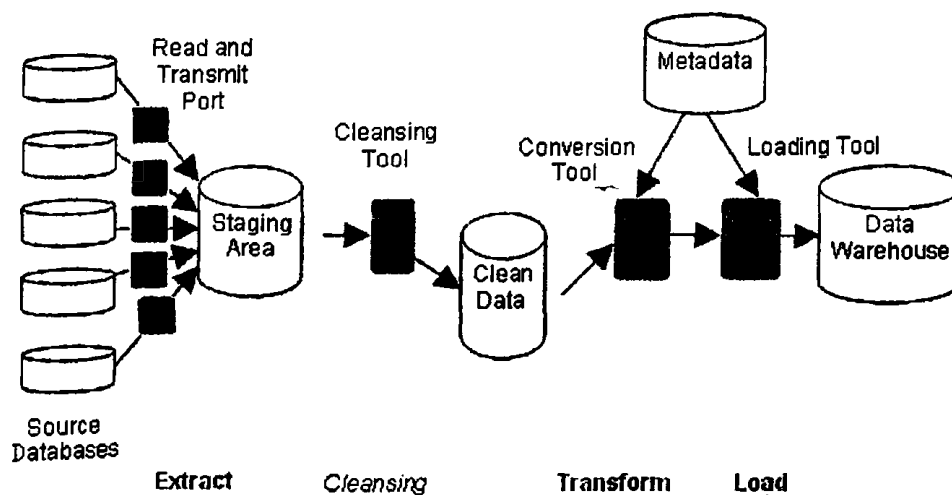 Read and
Transmit
Port
Metadata
Cleansing
Tool
Conversion
Tool
Loading Tool
Staging
Area
Clean
Data
Data
Warehouse
Source
Databases
Extract
Cleansing
Transform
Load